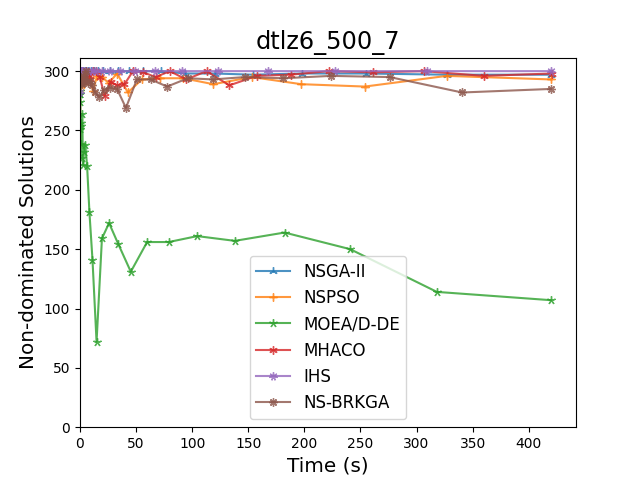 dtlz6_500_7
Non-dominated Solutions
300
250
200
150
100
50
0
0 50 100 150 200 250 300 350 400
Time (s)
NSGA-II
NSPSO
MOEA/D-DE
MHACO
IHS
NS-BRKGA